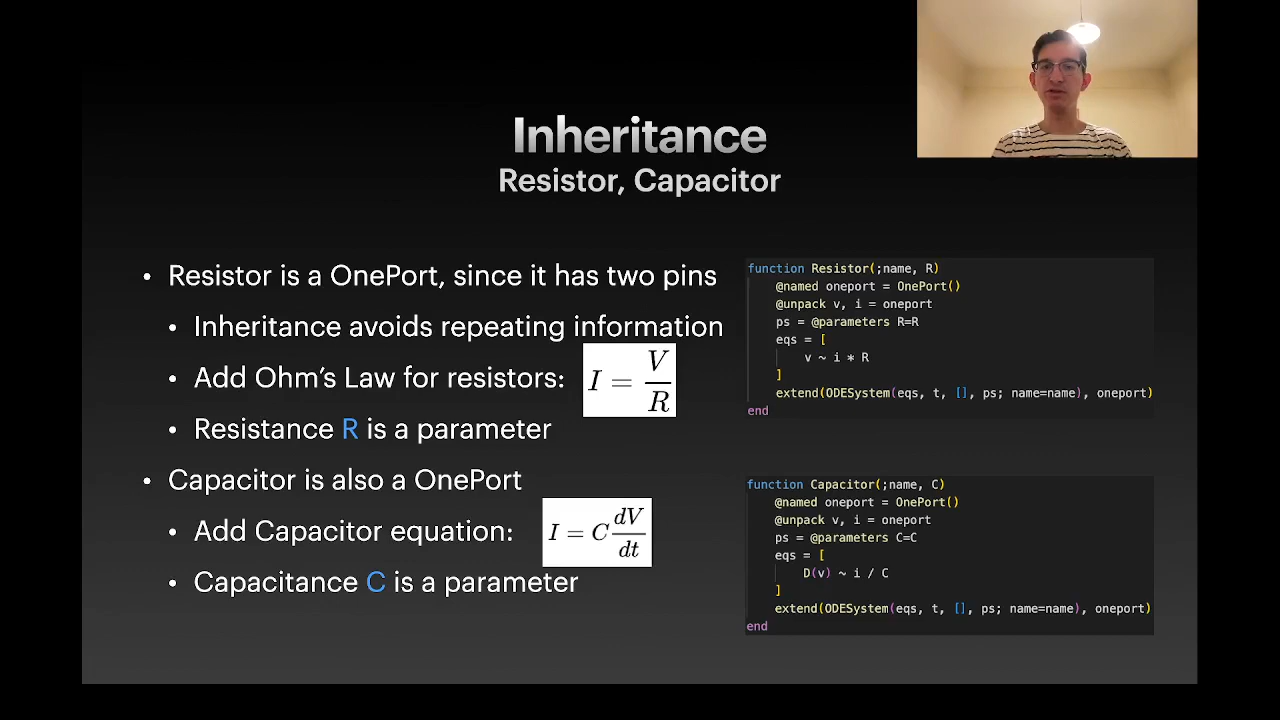 Inheritance
Resistor, Capacitor
• Resistor is a OnePort, since it has two pins
• Inheritance avoids repeating information
• Add Ohm's Law for resistors: I = V/R
• Resistance R is a parameter
• Capacitor is also a OnePort
• Add Capacitor equation: I = C dV/dt
• Capacitance C is a parameter
function Resistor(;name, R)
@named oneport = OnePort()
@unpack v, i = oneport
ps = @parameters R=R
eqs = [
v ~ i * R
]
extend(ODESystem(eqs, t, [], ps; name=name), oneport)
end
function Capacitor(;name, C)
@named oneport = OnePort()
@unpack v, i = oneport
ps = @parameters C=C
eqs = [
D(v) ~ i / C
]
extend(ODESystem(eqs, t, [], ps; name=name), oneport)
end